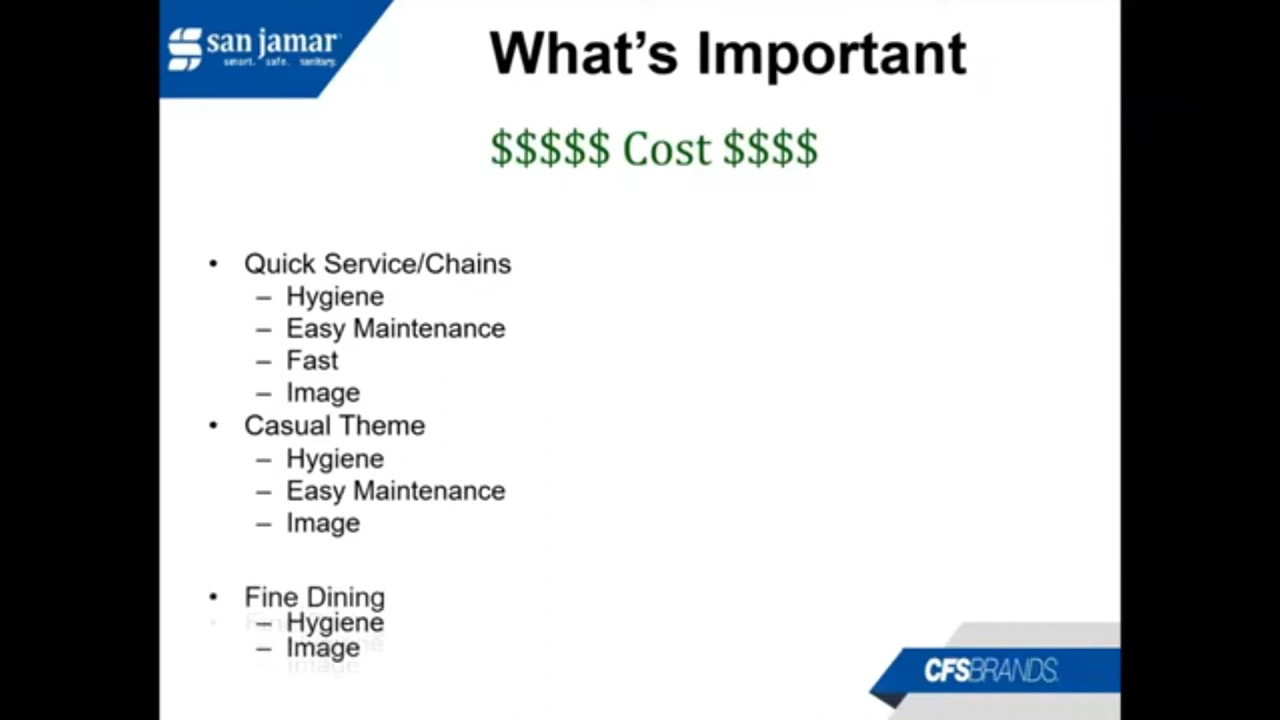 san jamar
smart. safe. sanitary.
What's Important
$$$$$ Cost $$$$
• Quick Service/Chains
– Hygiene
– Easy Maintenance
– Fast
– Image
• Casual Theme
– Hygiene
– Easy Maintenance
– Image
• Fine Dining
– Hygiene
– Image
CFSBRANDS.